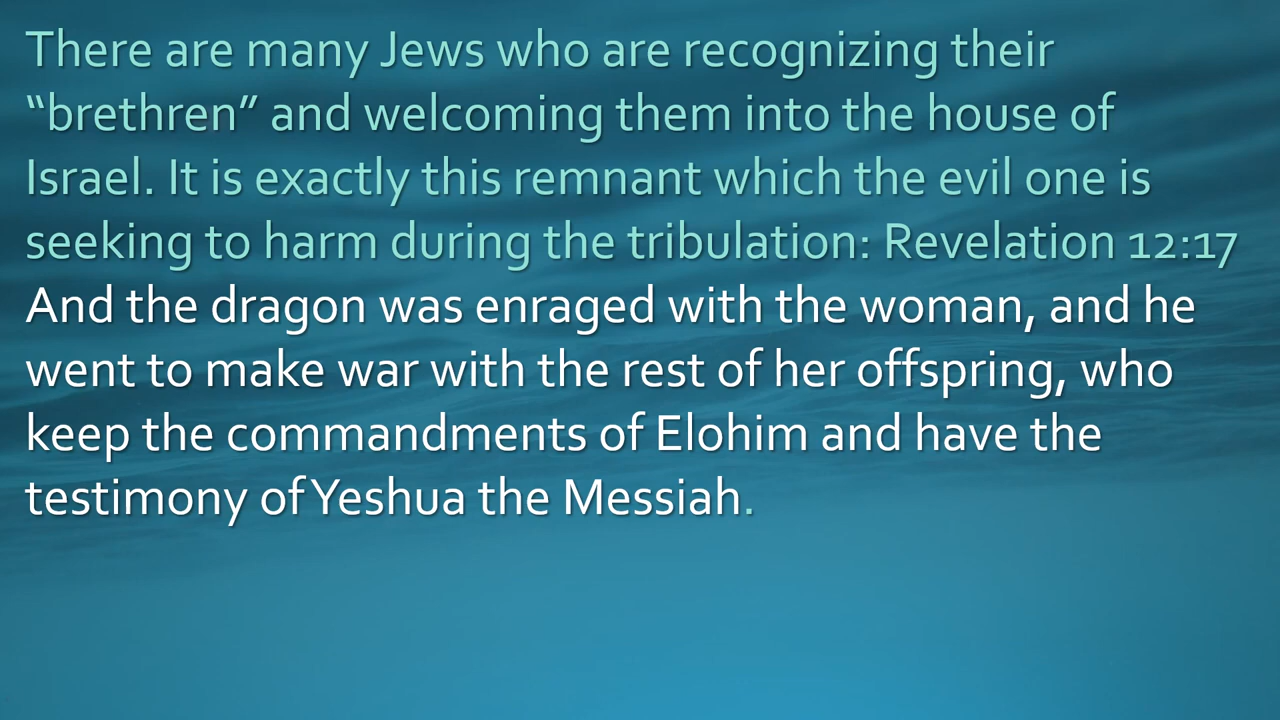 There are many Jews who are recognizing their
“brethren” and welcoming them into the house of
Israel. It is exactly this remnant which the evil one is
seeking to harm during the tribulation: Revelation 12:17
And the dragon was enraged with the woman, and he
went to make war with the rest of her offspring, who
keep the commandments of Elohim and have the
testimony of Yeshua the Messiah.